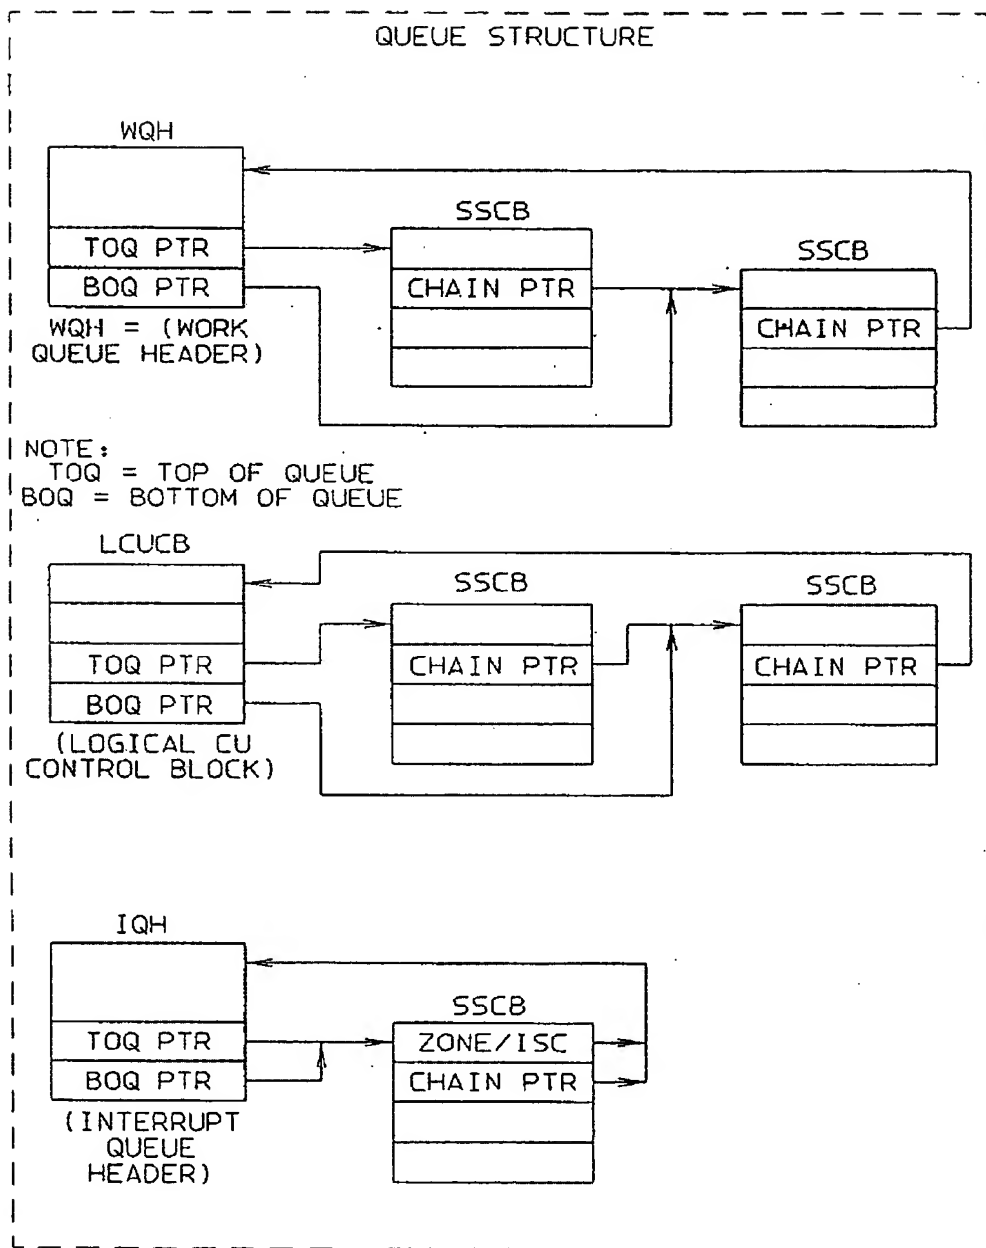 QUEUE STRUCTURE
WQH
TOQ PTR
BOQ PTR
WQH = (WORK
QUEUE HEADER)
SSCB
CHAIN PTR
SSCB
CHAIN PTR
NOTE:
TOQ = TOP OF QUEUE
BOQ = BOTTOM OF QUEUE
LCUCB
TOQ PTR
BOQ PTR
(LOGICAL CU
CONTROL BLOCK)
SSCB
CHAIN PTR
SSCB
CHAIN PTR
IQH
TOQ PTR
BOQ PTR
(INTERRUPT
QUEUE
HEADER)
SSCB
ZONE/ISC
CHAIN PTR